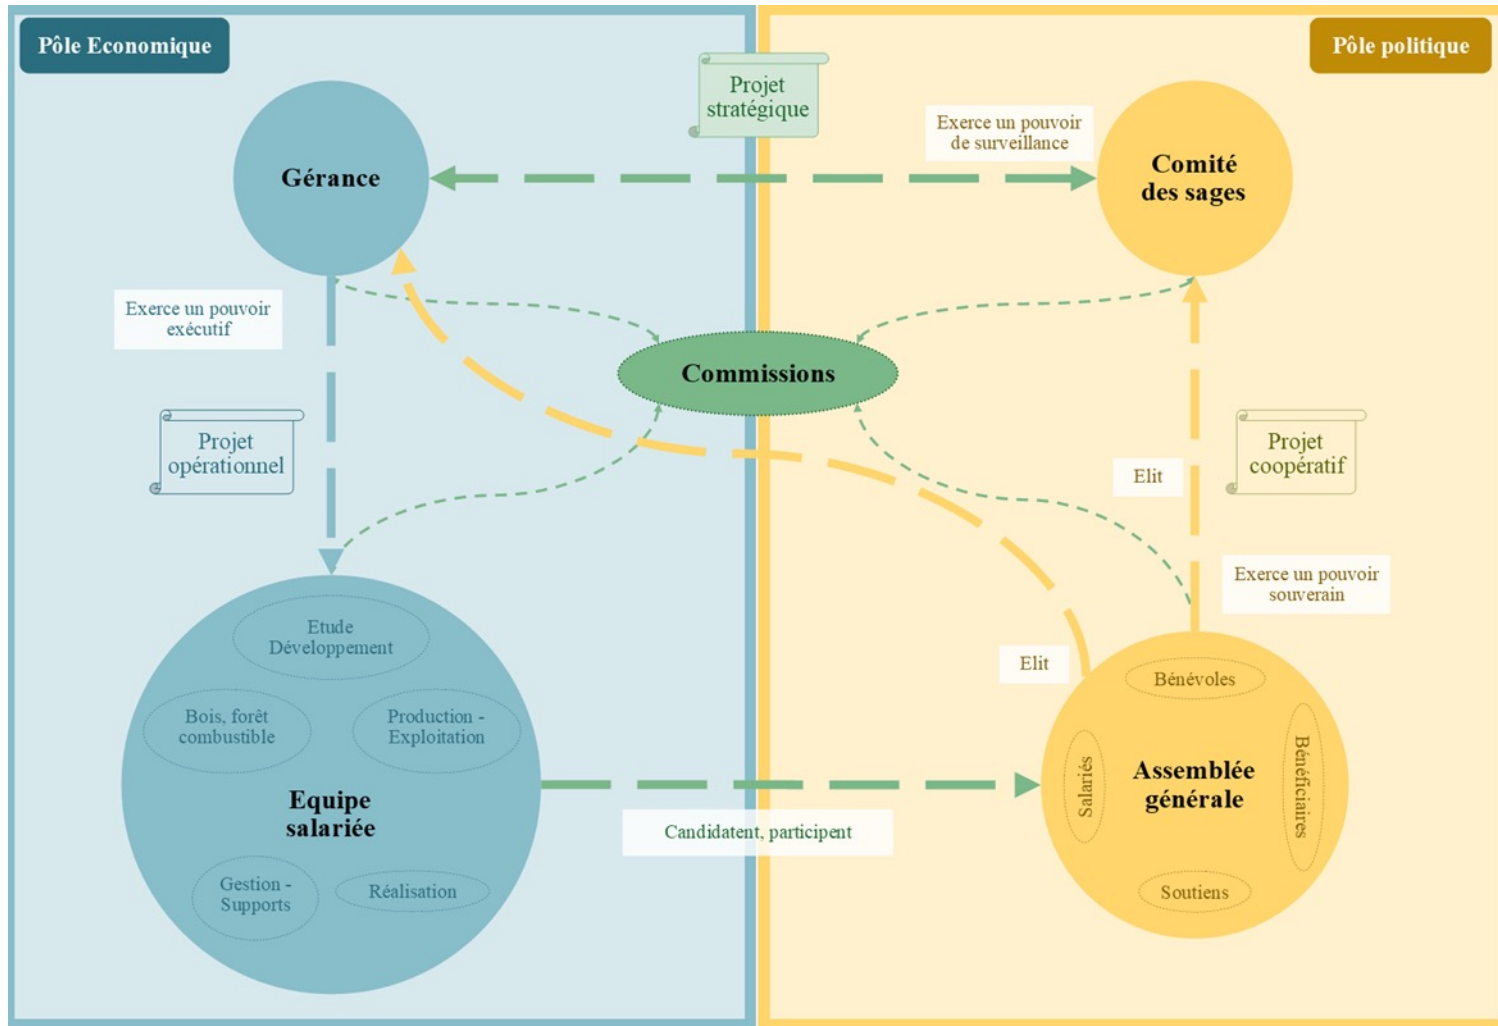 Pôle Economique
Pôle politique
Projet
stratégique
Exerce un pouvoir
de surveillance
Gérance
Comité
des sages
Exerce un pouvoir
exécutif
Commissions
Projet
opérationnel
Projet
coopératif
Elit
Exerce un pouvoir
souverain
Elit
Etude
Développement
Bois, forêt
combustible
Production -
Exploitation
Equipe
salariée
Gestion -
Supports
Réalisation
Candidatent, participent
Bénévoles
Salariés
Assemblée
générale
Bénéficiaires
Soutiens